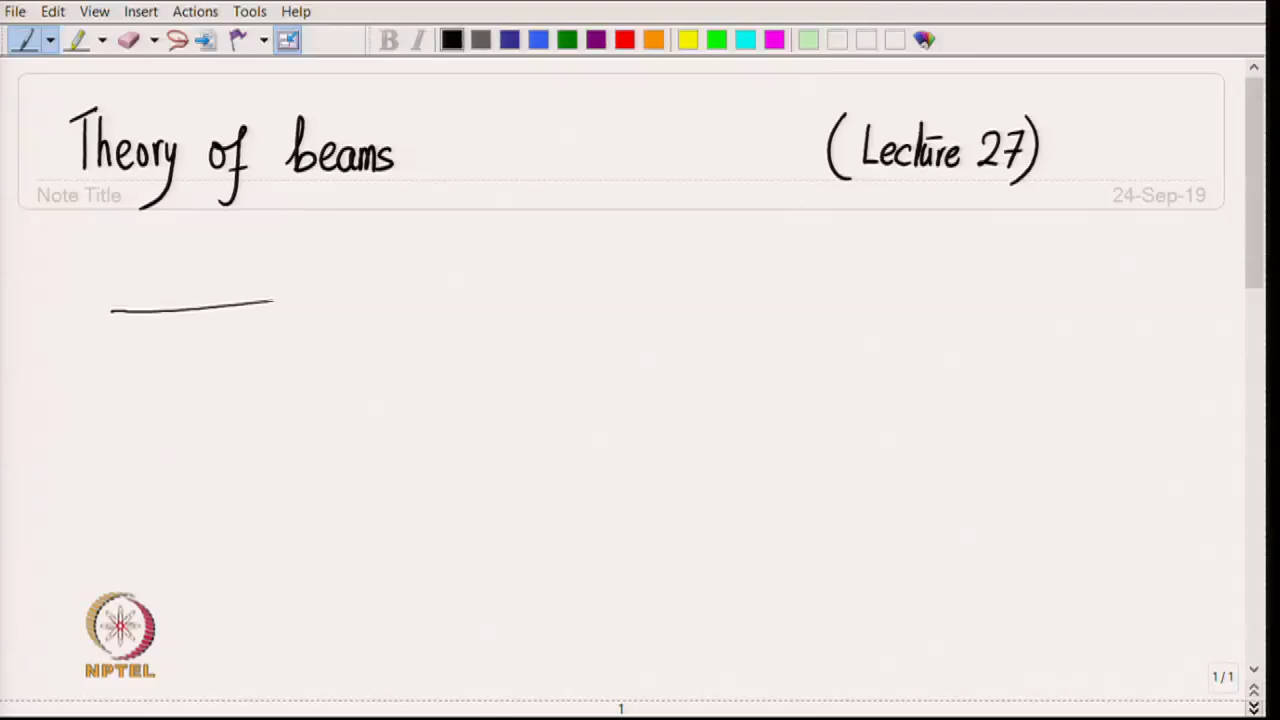 File Edit View Insert Actions Tools Help
B I
Theory of beams (Lecture 27)
Note Title 24-Sep-19
NPTEL
1/1
1